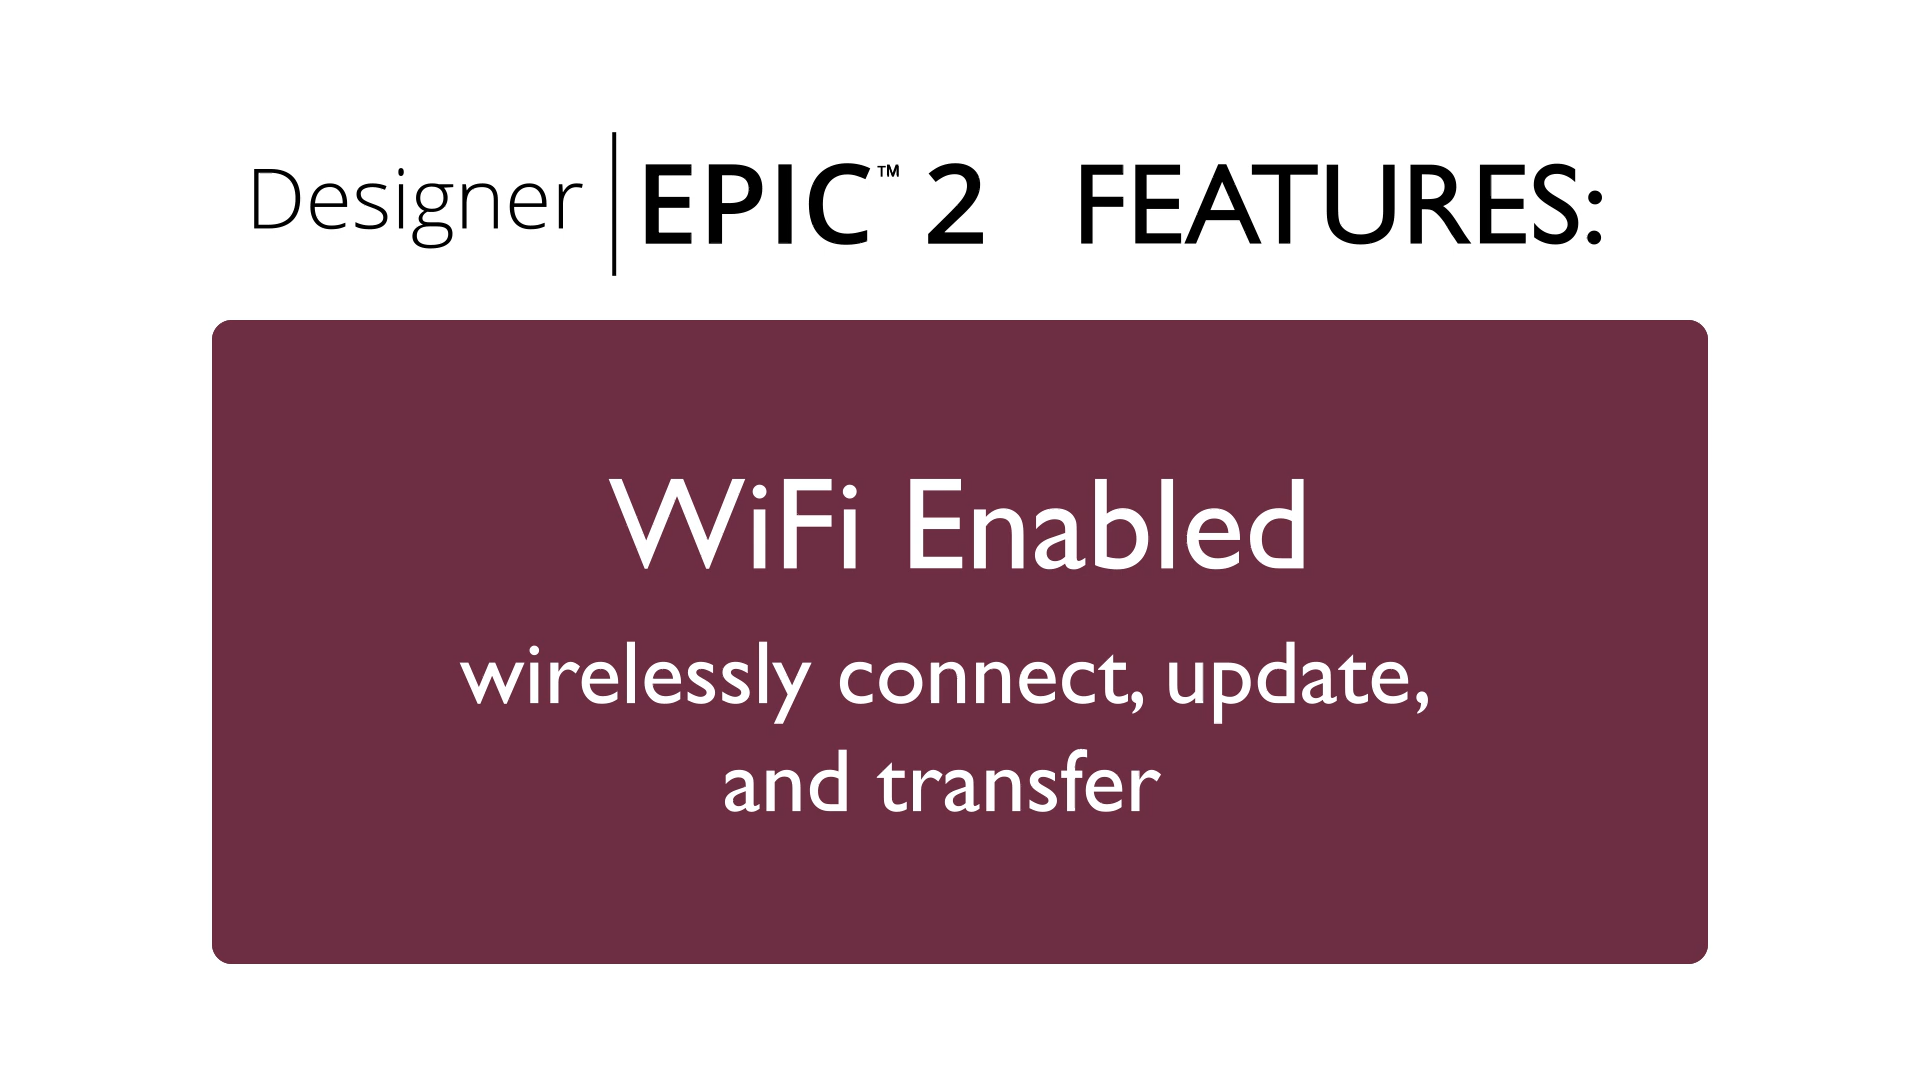 Designer | EPIC™ 2 FEATURES:
WiFi Enabled
wirelessly connect, update,
and transfer